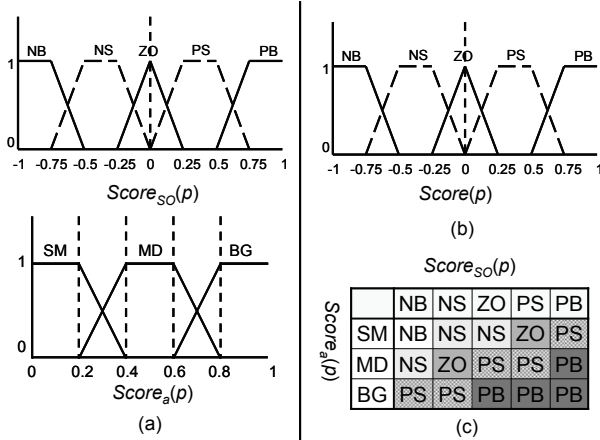 NB NS ZO PS PB
1
0
-1 -0.75 -0.5 -0.25 0 0.25 0.5 0.75 1
Score_SO(p)
SM MD BG
1
0
0 0.2 0.4 0.6 0.8 1
Score_a(p)
(a)
NB NS ZO PS PB
1
0
-1 -0.75 -0.5 -0.25 0 0.25 0.5 0.75 1
Score(p)
(b)
Score_SO(p)
Score_a(p)
NB NS ZO PS PB
SM NB NS NS ZO PS
MD NS ZO PS PS PB
BG PS PS PB PB PB
(c)